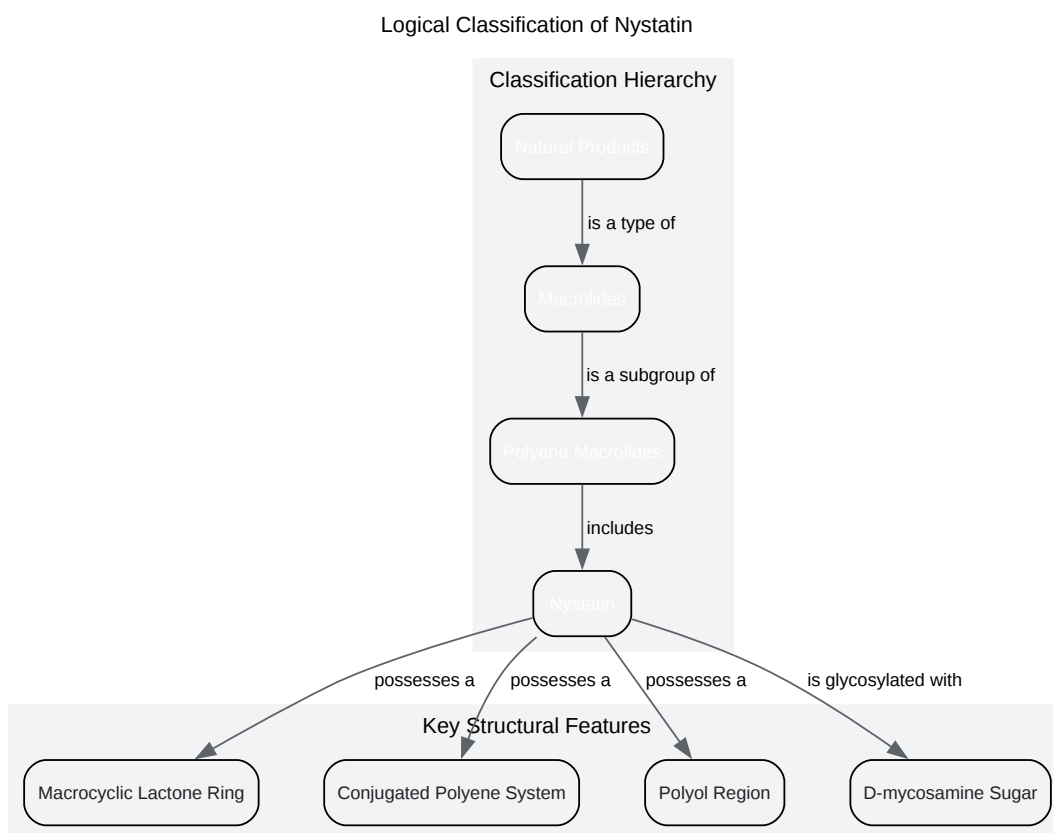 Logical Classification of Nystatin
Classification Hierarchy
Natural Products
is a type of
Macrolides
is a subgroup of
Polyene Macrolides
includes
Nystatin
possesses a
possesses a
possesses a
is glycosylated with
Key Structural Features
Macrocyclic Lactone Ring
Conjugated Polyene System
Polyol Region
D-mycosamine Sugar